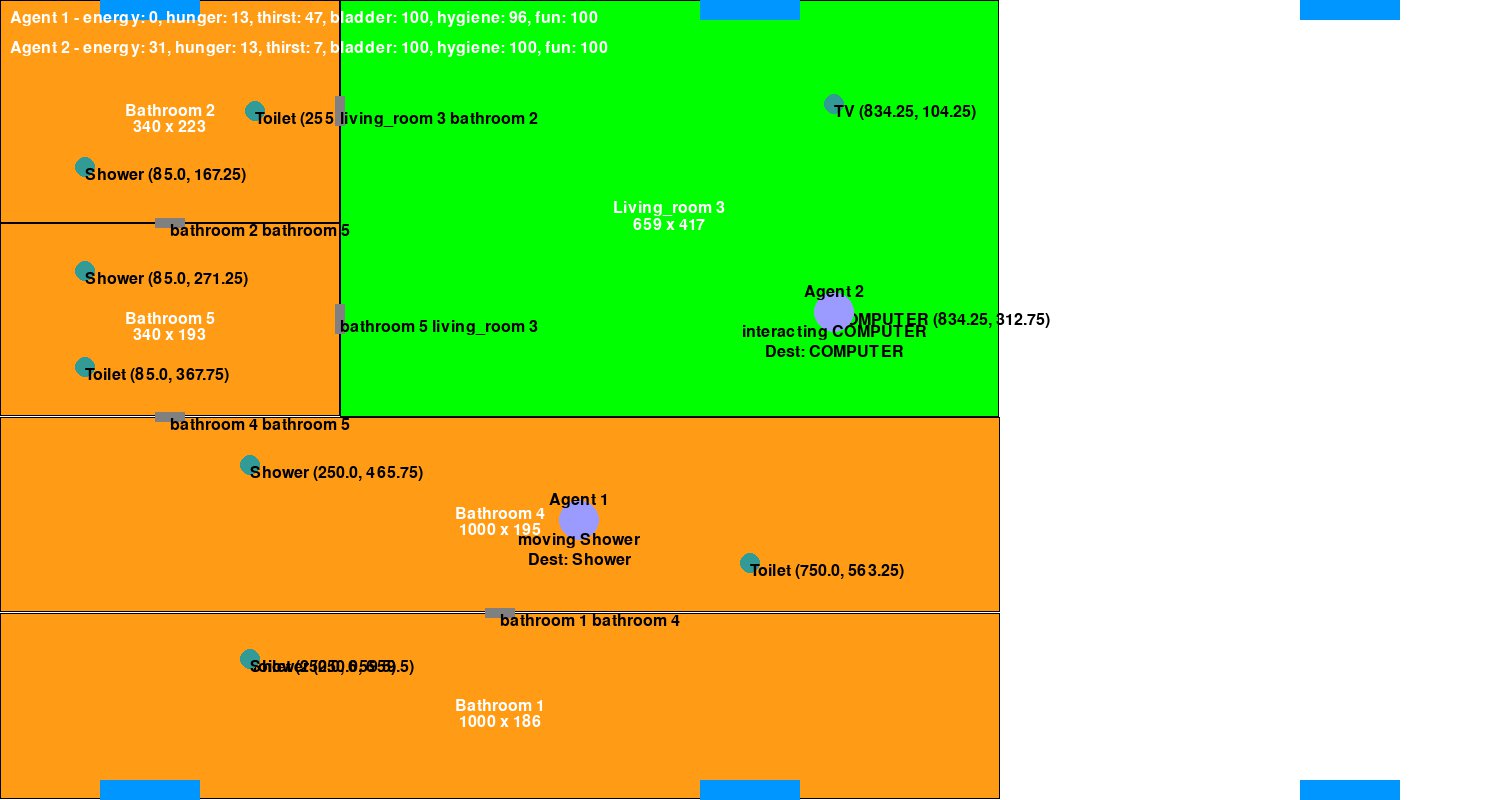 Agent 1 - energy: 0, hunger: 13, thirst: 47, bladder: 100, hygiene: 96, fun: 100
Agent 2 - energy: 31, hunger: 13, thirst: 7, bladder: 100, hygiene: 100, fun: 100
Bathroom 2
340 x 223
Toilet (255
living_room 3 bathroom 2
TV (834.25, 104.25)
Shower (85.0, 167.25)
Living_room 3
659 x 417
bathroom 2 bathroom 5
Shower (85.0, 271.25)
Bathroom 5
340 x 193
bathroom 5 living_room 3
Agent 2
OMPUTER (834.25, 312.75)
interacting COMPUTER
Dest: COMPUTER
Toilet (85.0, 367.75)
bathroom 4 bathroom 5
Shower (250.0, 465.75)
Agent 1
Bathroom 4
1000 x 195
moving Shower
Dest: Shower
Toilet (750.0, 563.25)
bathroom 1 bathroom 4
Bathroom 1
1000 x 186